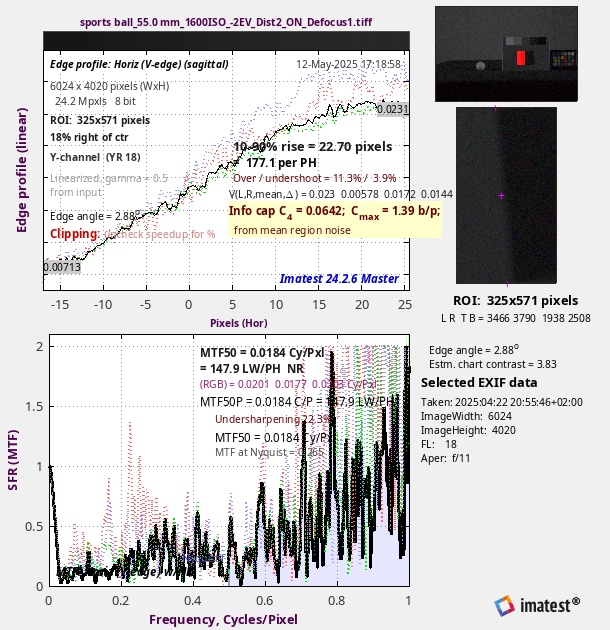 sports ball_55.0 mm_1600ISO_-2EV_Dist2_ON_Defocus1.tiff
Edge profile: Horiz (V-edge) (sagittal)
12-May-2025 17:18:58
6024 x 4020 pixels (WxH)
24.2 Mpxls   8 bit
ROI:  325x571 pixels
18% right of ctr
Y-channel  (YR 18)
Linearized, gamma = 0.5
from input
Edge angle = 2.88º
Clipping: docheck speedup for %
0.0231
10-90% rise = 22.70 pixels
= 177.1 per PH
Over / undershoot = 11.3% /  3.9%
V(L,R,mean,Δ) = 0.023  0.00578  0.0172  0.0144
Info cap C4 = 0.0642;  Cmax = 1.39 b/p;
from mean region noise
0.00713
Imatest 24.2.6 Master
Edge profile (linear)
-15 -10 -5 0 5 10 15 20 25
Pixels (Hor)
MTF50 = 0.0184 Cy/Pxl
= 147.9 LW/PH  NR
MTF50P = 0.0184 C/P = 147.9 LW/PH
Undersharpening 22.3%
MTF50 = 0.0184 Cy/Pxl
MTF at Nyquist = 0.265
SFR (MTF)
2
1.5
1
0.5
0
0 0.2 0.4 0.6 0.8 1
Frequency, Cycles/Pixel
ROI:  325x571 pixels
L R  T B = 3466 3790  1938 2508
Edge angle = 2.88º
Estm. chart contrast = 3.83
Selected EXIF data
Taken: 2025:04:22 20:55:46+02:00
ImageWidth:  6024
ImageHeight:  4020
FL:   18
Aper:  f/11
imatest®